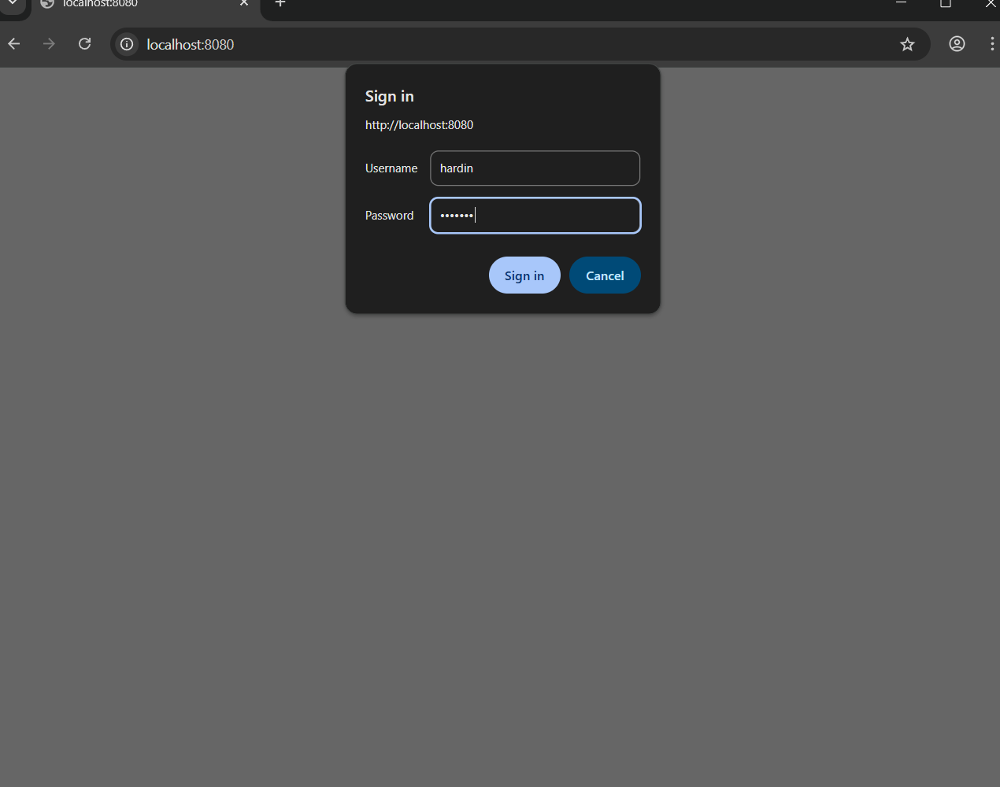 localhost:8080
localhost:8080
Sign in
http://localhost:8080
Username hardin
Password •••••••
Sign in Cancel